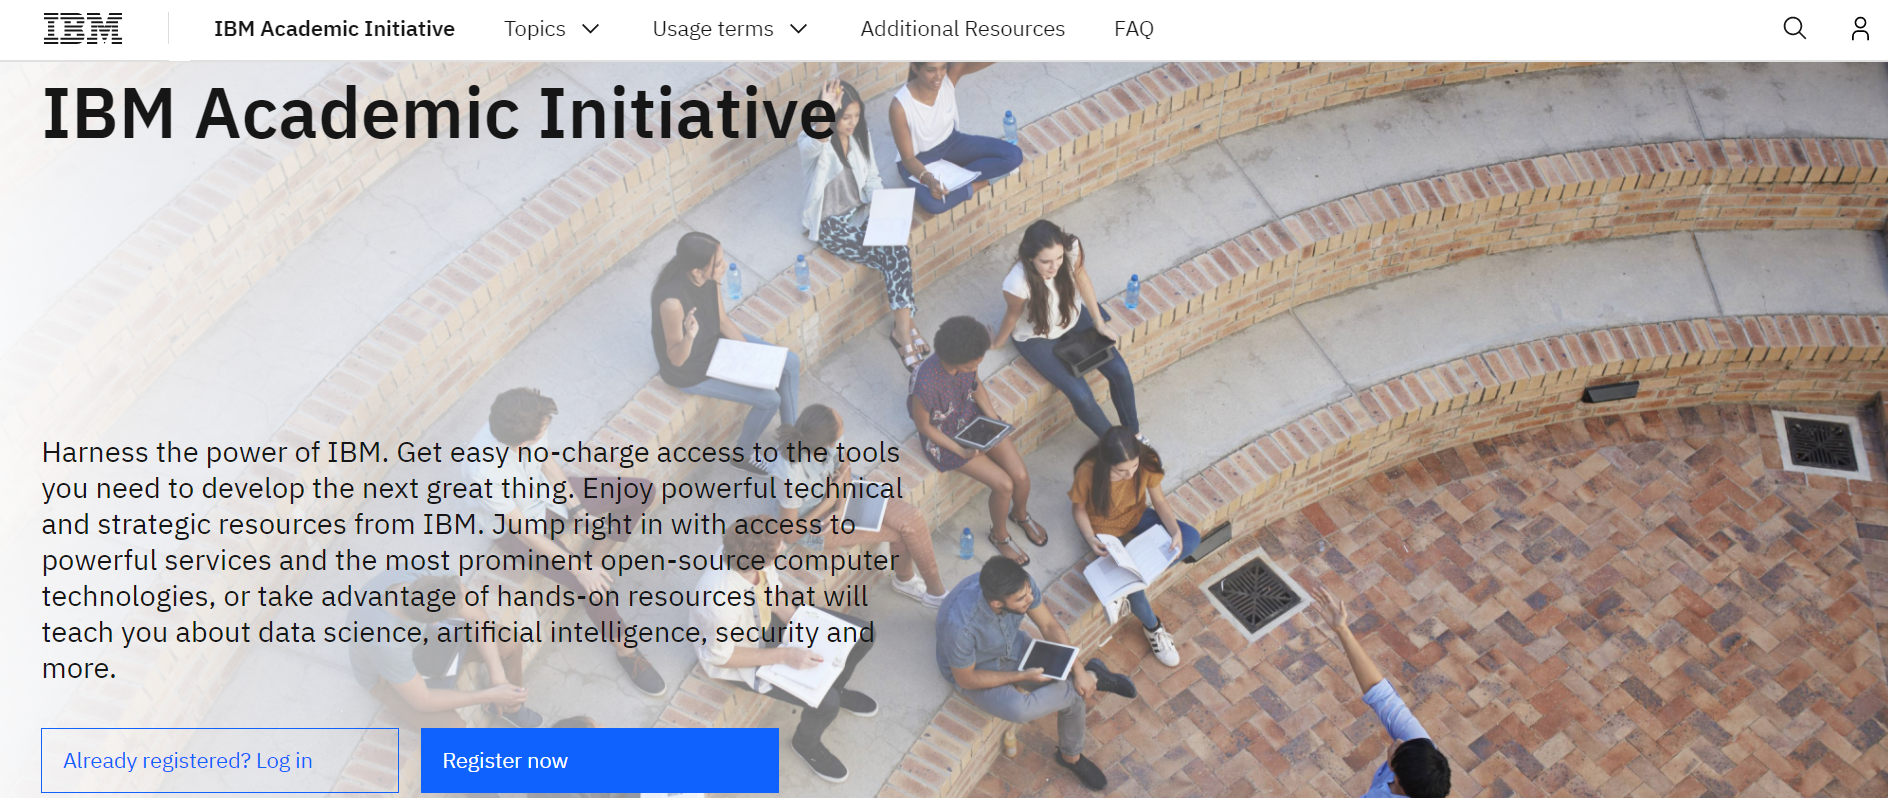 IBM IBM Academic Initiative Topics Usage terms Additional Resources FAQ
IBM Academic Initiative
Harness the power of IBM. Get easy no-charge access to the tools
you need to develop the next great thing. Enjoy powerful technical
and strategic resources from IBM. Jump right in with access to
powerful services and the most prominent open-source computer
technologies, or take advantage of hands-on resources that will
teach you about data science, artificial intelligence, security and
more.
Already registered? Log in Register now